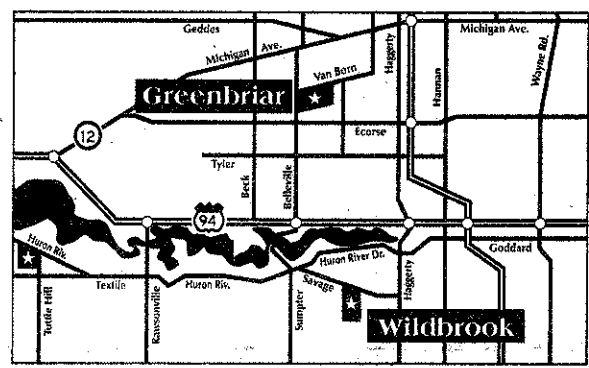 Geddes
Michigan Ave.
Michigan Ave.
Haggerty
Wayne Rd.
Van Born
Hannan
Greenbriar
Ecorse
12
Tyler
Beck
Belleville
94
Huron Riv.
Goddard
Huron River Dr.
Textile
Huron Riv.
Savage
Haggerty
Tuttle Hill
Rawsonville
Sumpter
Wildbrook